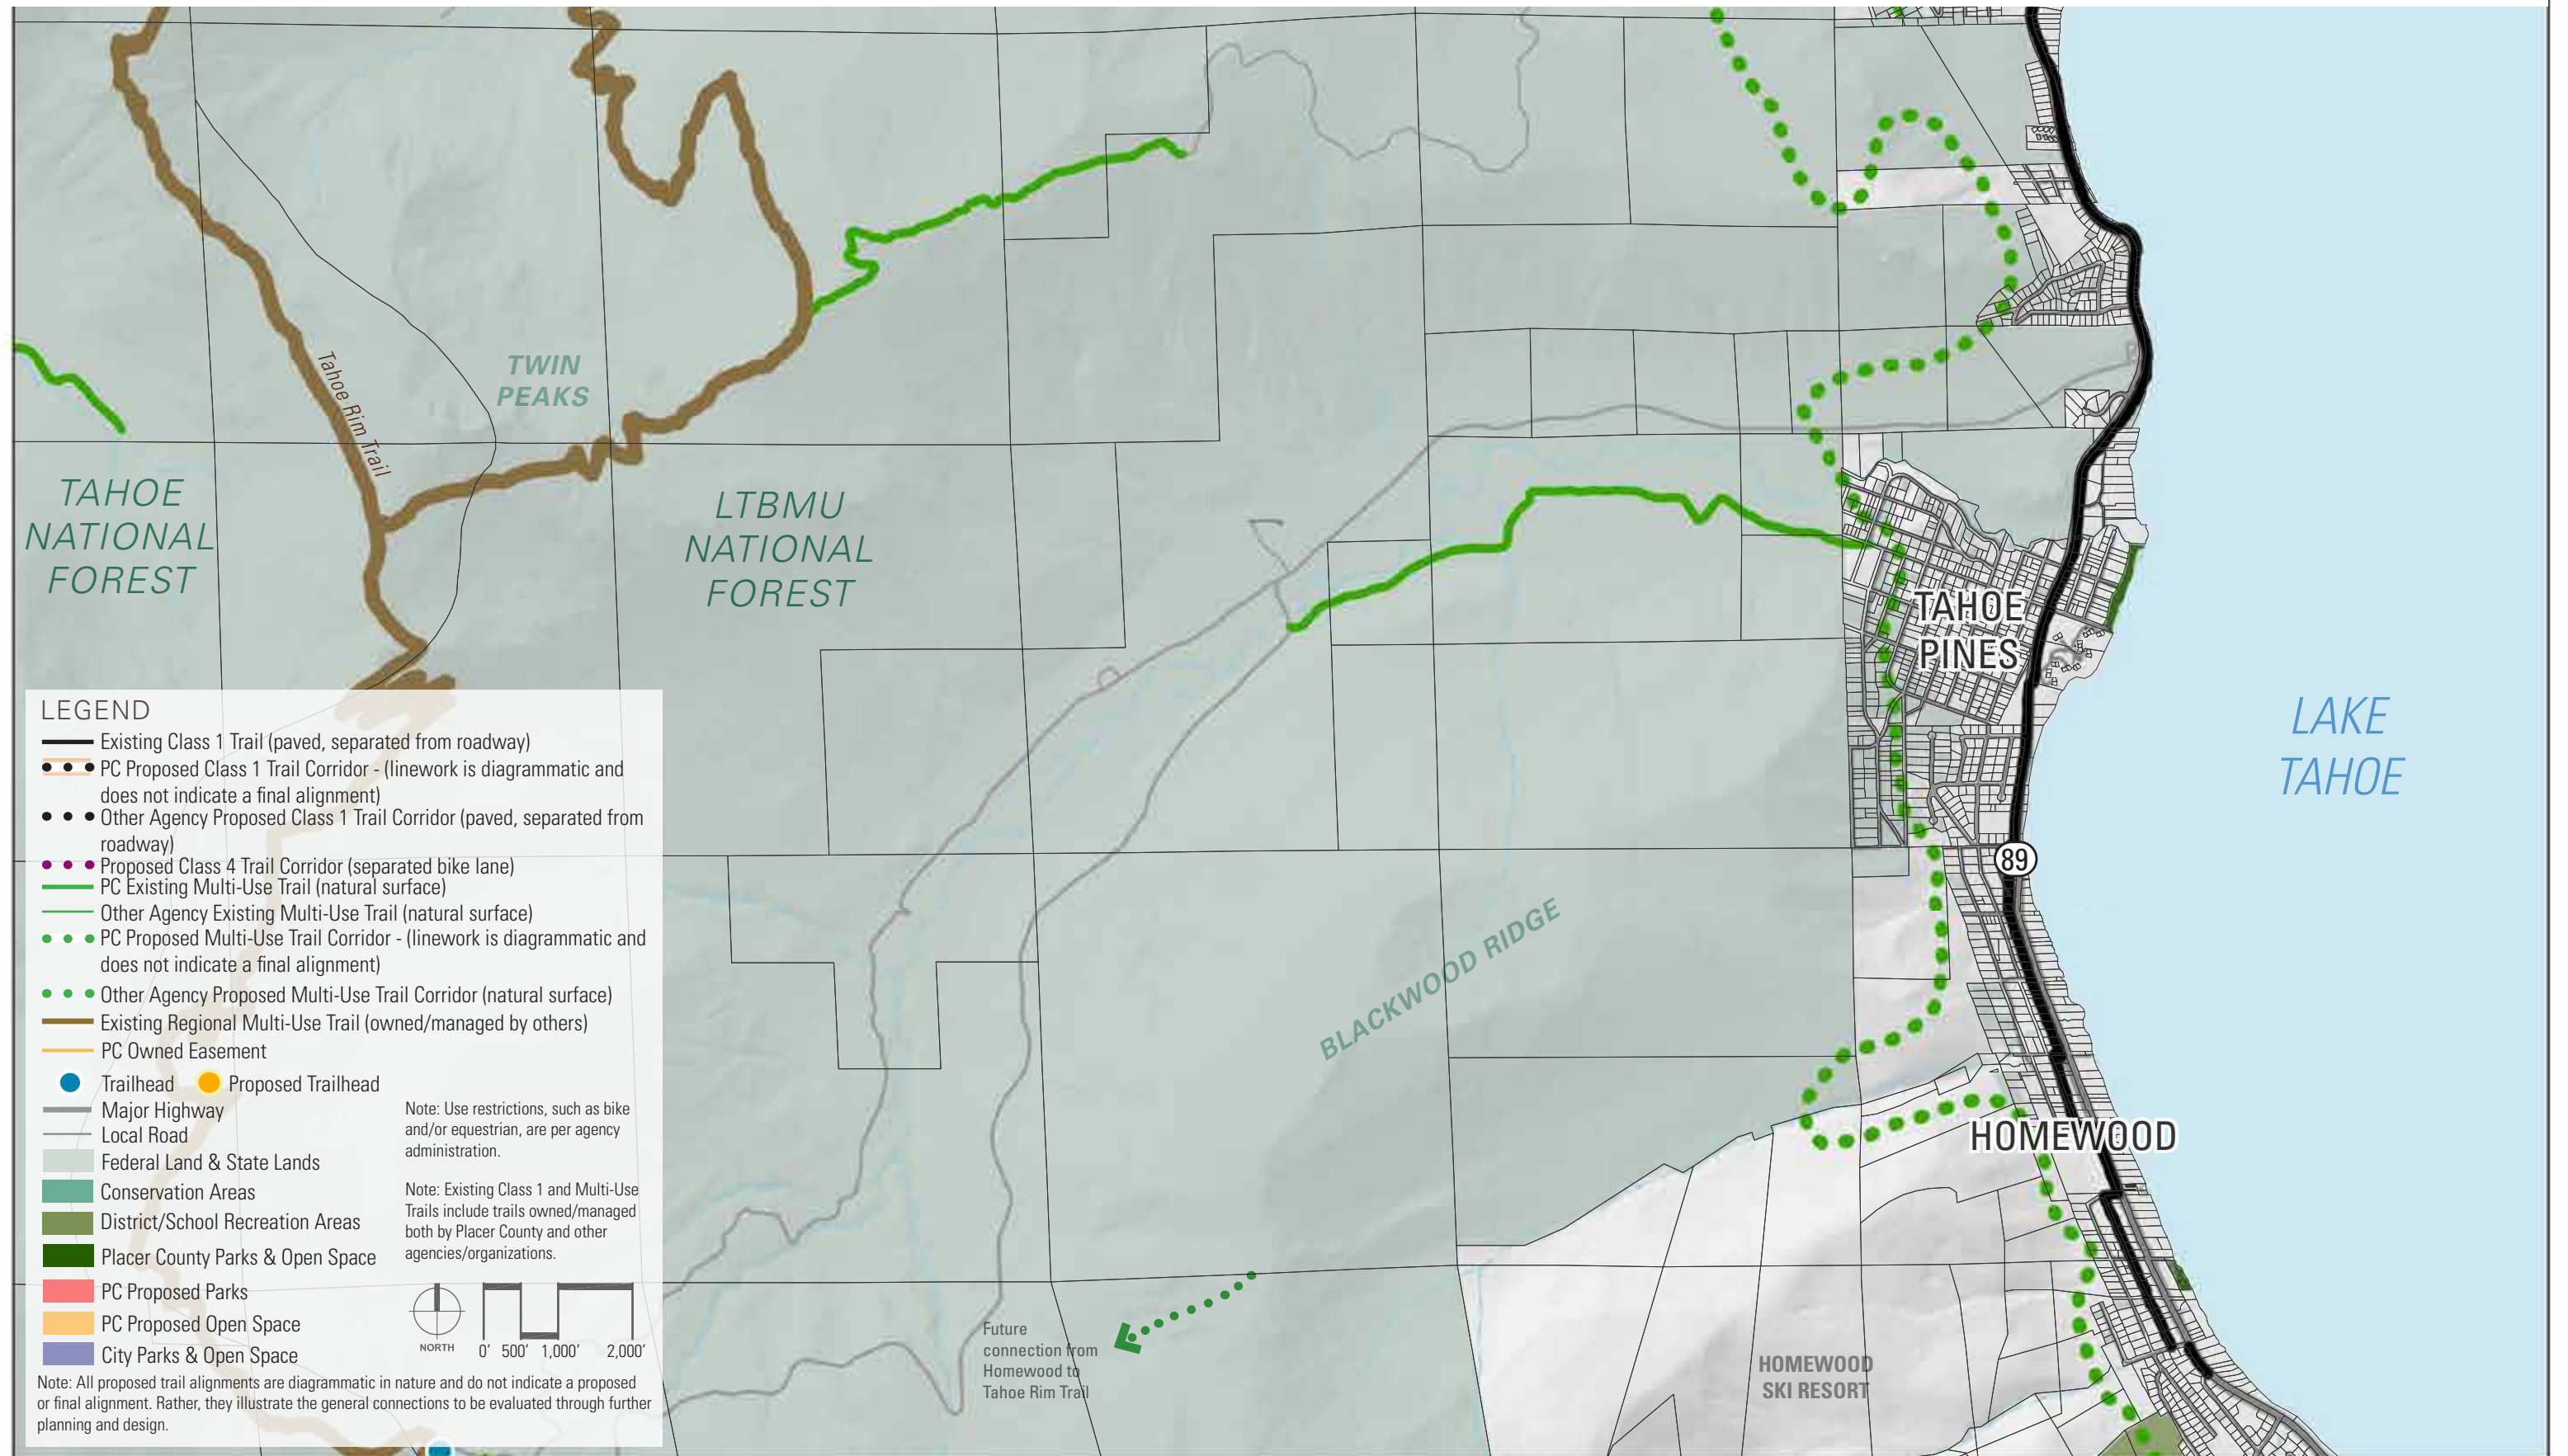 TWIN
PEAKS
Tahoe Rim Trail
TAHOE
NATIONAL
FOREST
LTBMU
NATIONAL
FOREST
TAHOE
PINES
LAKE
TAHOE
89
BLACKWOOD RIDGE
HOMEWOOD
HOMEWOOD
SKI RESORT
Future
connection from
Homewood to
Tahoe Rim Trail
LEGEND
Existing Class 1 Trail (paved, separated from roadway)
PC Proposed Class 1 Trail Corridor - (linework is diagrammatic and
does not indicate a final alignment)
Other Agency Proposed Class 1 Trail Corridor (paved, separated from
roadway)
Proposed Class 4 Trail Corridor (separated bike lane)
PC Existing Multi-Use Trail (natural surface)
Other Agency Existing Multi-Use Trail (natural surface)
PC Proposed Multi-Use Trail Corridor - (linework is diagrammatic and
does not indicate a final alignment)
Other Agency Proposed Multi-Use Trail Corridor (natural surface)
Existing Regional Multi-Use Trail (owned/managed by others)
PC Owned Easement
Trailhead Proposed Trailhead
Major Highway
Local Road
Federal Land & State Lands
Conservation Areas
District/School Recreation Areas
Placer County Parks & Open Space
PC Proposed Parks
PC Proposed Open Space
City Parks & Open Space
Note: Use restrictions, such as bike
and/or equestrian, are per agency
administration.
Note: Existing Class 1 and Multi-Use
Trails include trails owned/managed
both by Placer County and other
agencies/organizations.
NORTH 0' 500' 1,000' 2,000'
Note: All proposed trail alignments are diagrammatic in nature and do not indicate a proposed
or final alignment. Rather, they illustrate the general connections to be evaluated through further
planning and design.